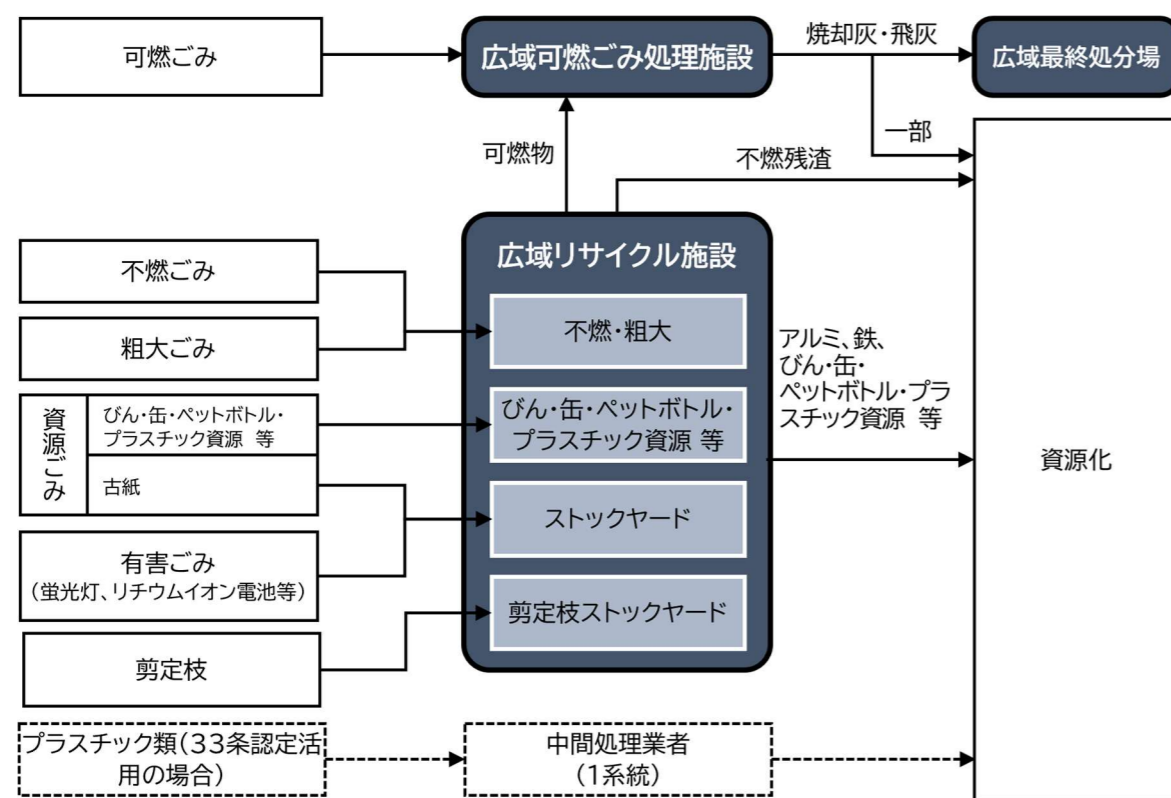 可燃ごみ
広域可燃ごみ処理施設
焼却灰・飛灰
広域最終処分場
一部
可燃物
不燃残渣
広域リサイクル施設
不燃ごみ
不燃・粗大
粗大ごみ
アルミ、鉄、
びん・缶・
ペットボトル・プラ
スチック資源 等
資源ごみ
びん・缶・ペットボトル・
プラスチック資源 等
びん・缶・ペットボトル・
プラスチック資源 等
古紙
資源化
ストックヤード
有害ごみ
(蛍光灯、リチウムイオン電池等)
剪定枝ストックヤード
剪定枝
プラスチック類(33条認定活
用の場合)
中間処理業者
(1系統)